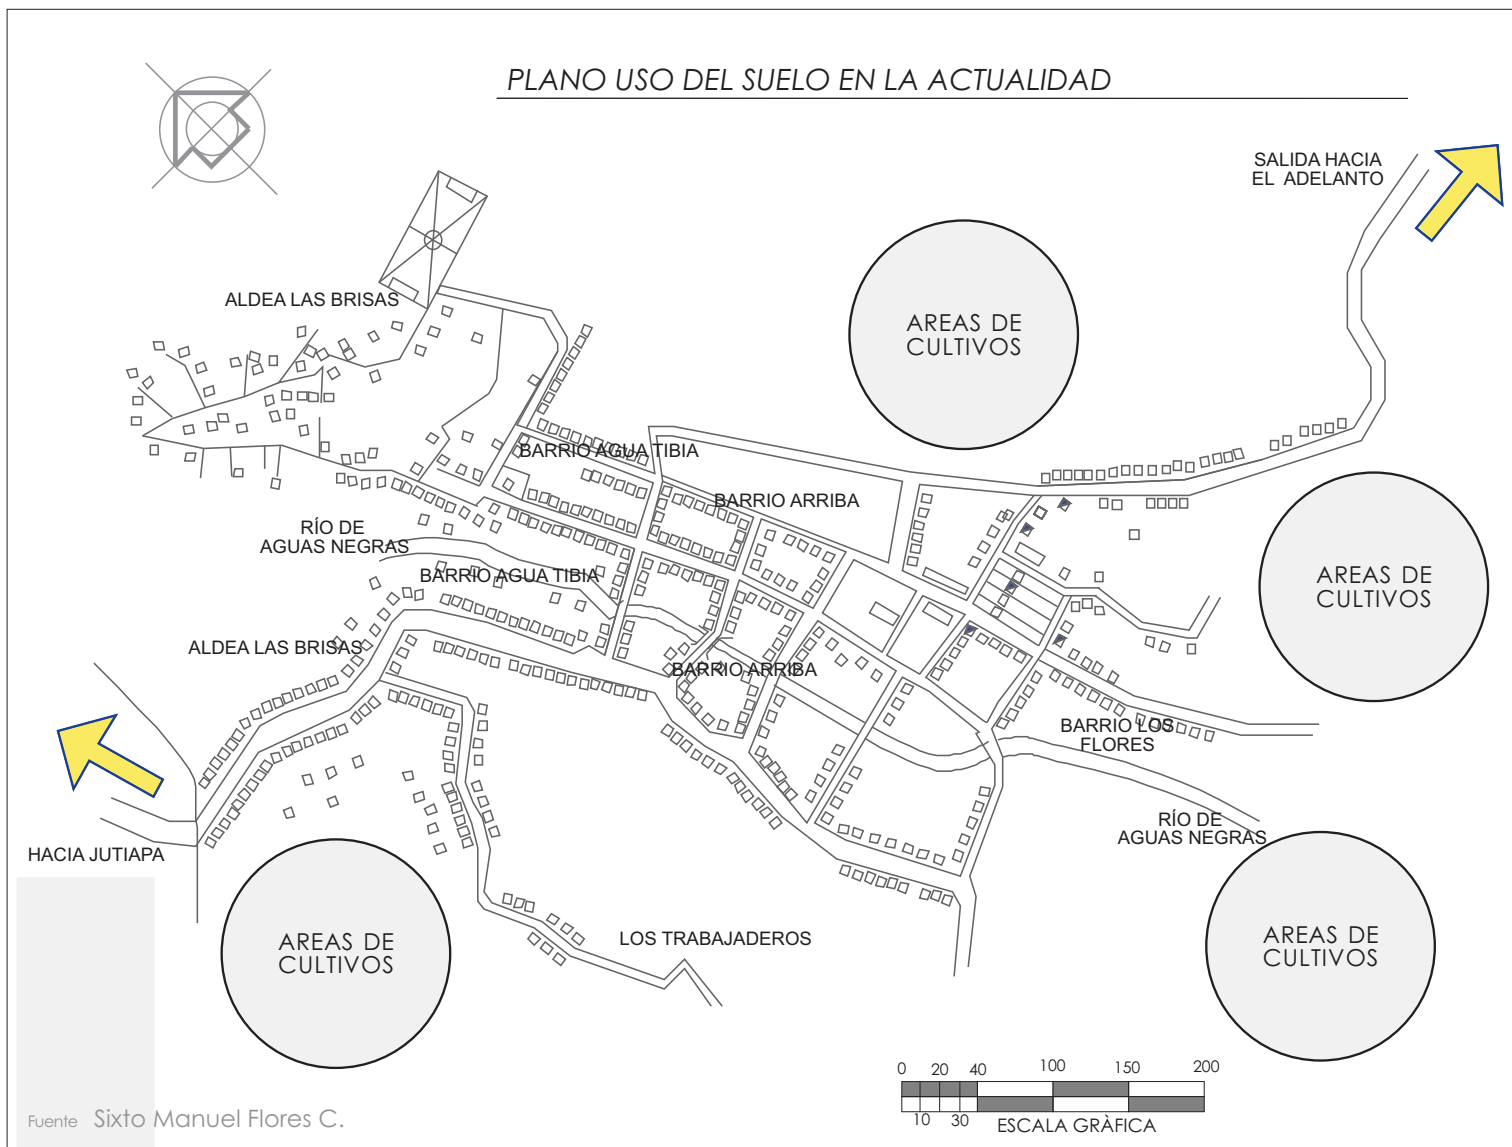 PLANO USO DEL SUELO EN LA ACTUALIDAD
SALIDA HACIA
EL ADELANTO
ALDEA LAS BRISAS
AREAS DE
CULTIVOS
BARRIO AGUA TIBIA
BARRIO ARRIBA
RÍO DE
AGUAS NEGRAS
BARRIO AGUA TIBIA
AREAS DE
CULTIVOS
ALDEA LAS BRISAS
BARRIO ARRIBA
BARRIO LOS
FLORES
RÍO DE
AGUAS NEGRAS
HACIA JUTIAPA
AREAS DE
CULTIVOS
LOS TRABAJADEROS
AREAS DE
CULTIVOS
0 20 40 100 150 200
10 30
ESCALA GRÀFICA
Fuente Sixto Manuel Flores C.